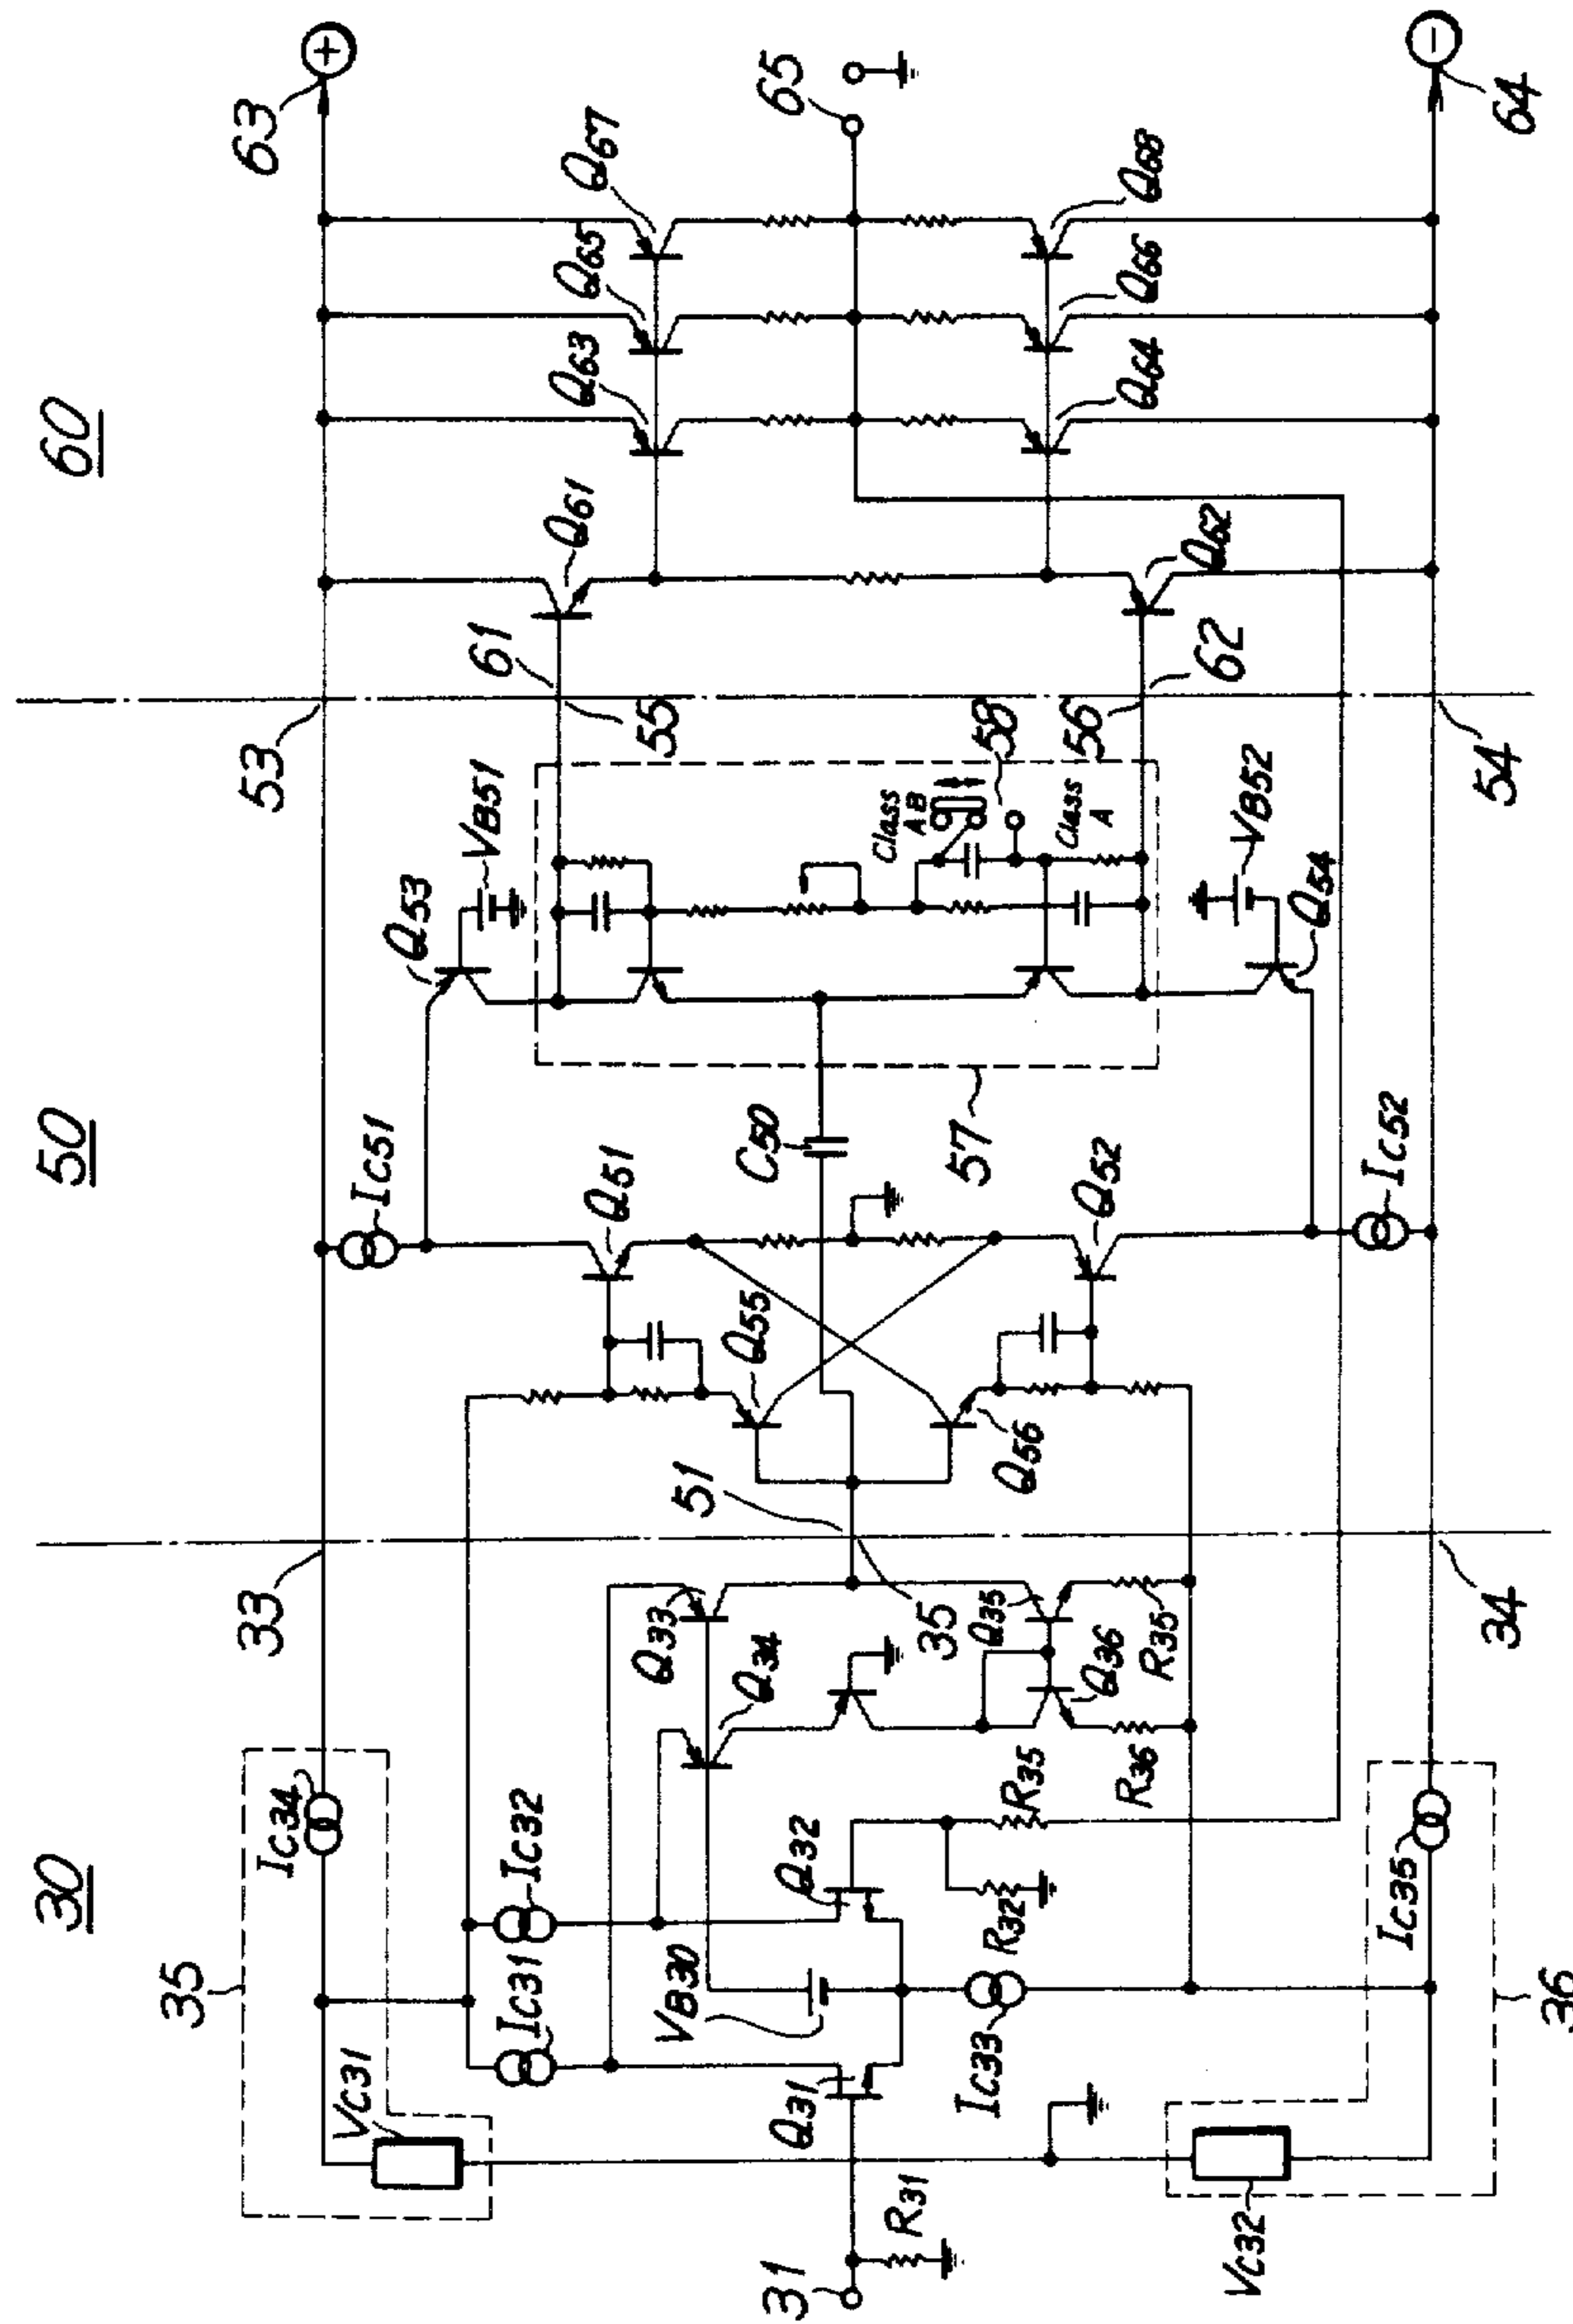 30
50
60
35
33
53
63
+
IC34
VC31
IC31
IC32
IC51
Q53
VB51
61
Q61
Q63
Q65
Q67
55
Q33
Q34
Q51
Q55
51
C50
Class
AB
58
65
VB30
Q31
Q32
31
R31
IC33
R32
R35
35
Q35
Q36
R36
R35
Q56
57
Q52
56
Class
A
62
Q62
Q64
Q66
Q68
VB52
Q54
IC52
VC32
IC35
36
34
54
64
-